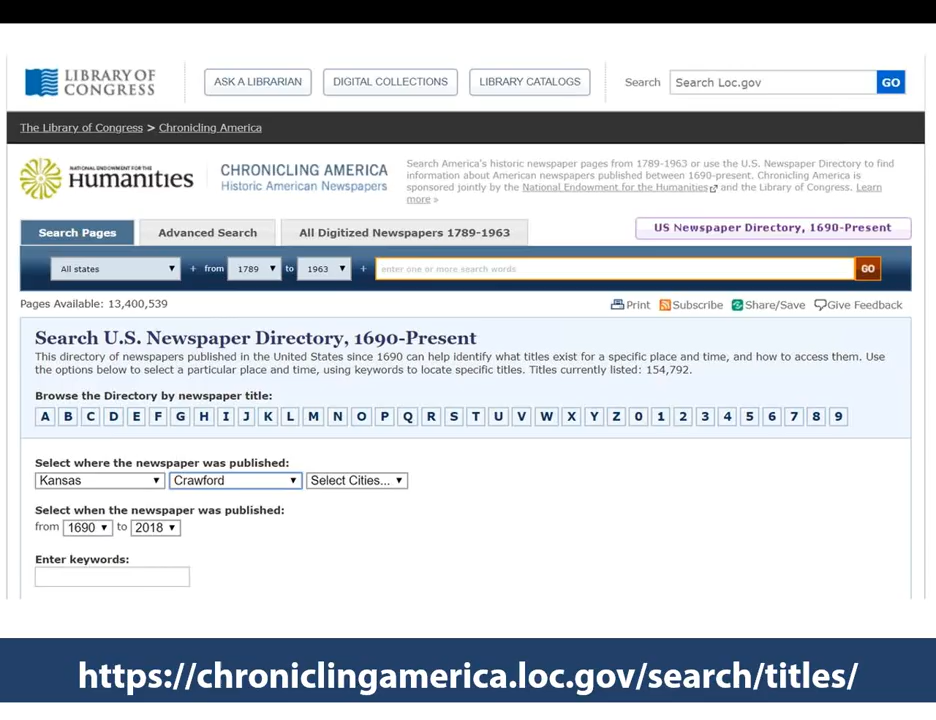 LIBRARY OF CONGRESS
ASK A LIBRARIAN
DIGITAL COLLECTIONS
LIBRARY CATALOGS
Search
Search Loc.gov
GO
The Library of Congress > Chronicling America
NATIONAL ENDOWMENT FOR THE
Humanities
CHRONICLING AMERICA
Historic American Newspapers
Search America's historic newspaper pages from 1789-1963 or use the U.S. Newspaper Directory to find
information about American newspapers published between 1690-present. Chronicling America is
sponsored jointly by the National Endowment for the Humanities and the Library of Congress. Learn
more »
Search Pages
Advanced Search
All Digitized Newspapers 1789-1963
US Newspaper Directory, 1690-Present
All states + from 1789 to 1963 + enter one or more search words GO
Pages Available: 13,400,539
Print Subscribe Share/Save Give Feedback
Search U.S. Newspaper Directory, 1690-Present
This directory of newspapers published in the United States since 1690 can help identify what titles exist for a specific place and time, and how to access them. Use
the options below to select a particular place and time, using keywords to locate specific titles. Titles currently listed: 154,792.
Browse the Directory by newspaper title:
A B C D E F G H I J K L M N O P Q R S T U V W X Y Z 0 1 2 3 4 5 6 7 8 9
Select where the newspaper was published:
Kansas Crawford Select Cities...
Select when the newspaper was published:
from 1690 to 2018
Enter keywords:
https://chroniclingamerica.loc.gov/search/titles/